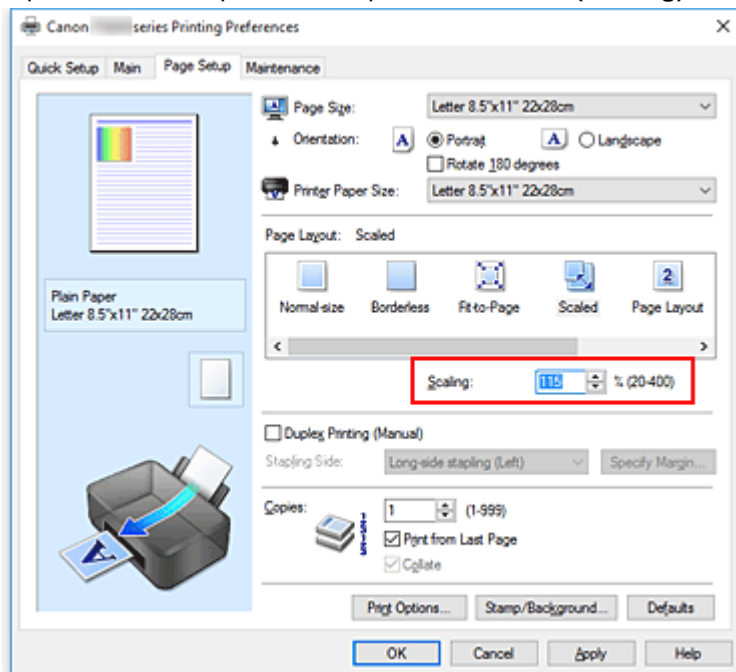 Canon series Printing Preferences
Quick Setup Main Page Setup Maintenance
Page Size: Letter 8.5"x11" 22x28cm
Orientation: A Portrait A Landscape
Rotate 180 degrees
Printer Paper Size: Letter 8.5"x11" 22x28cm
Page Layout: Scaled
Normal-size Borderless Fit-to-Page Scaled 2 Page Layout
Plain Paper
Letter 8.5"x11" 22x28cm
Scaling: 115 % (20-400)
Duplex Printing (Manual)
Stapling Side: Long-side stapling (Left) Specify Margin...
Copies: 1 (1-999)
Print from Last Page
Collate
A
Print Options... Stamp/Background... Defaults
OK Cancel Apply Help